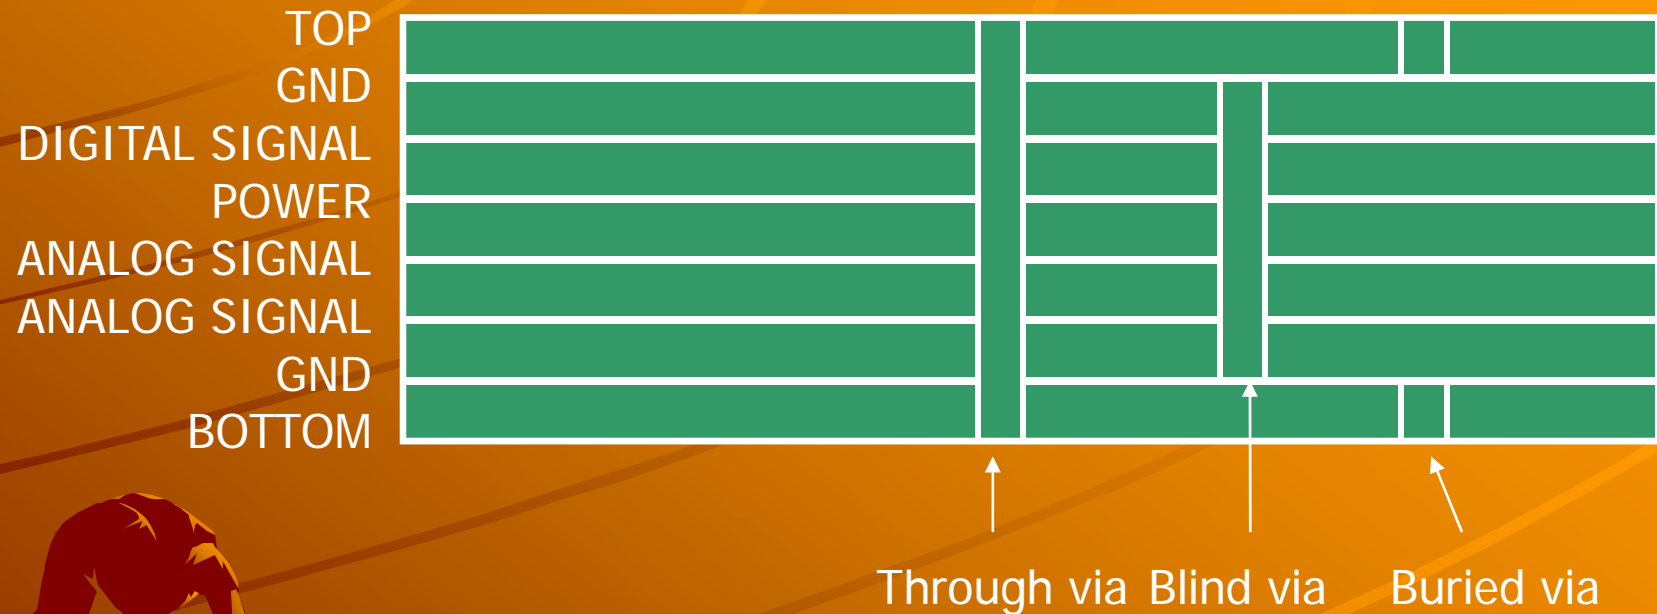 TOP
GND
DIGITAL SIGNAL
POWER
ANALOG SIGNAL
ANALOG SIGNAL
GND
BOTTOM
Through via Blind via Buried via